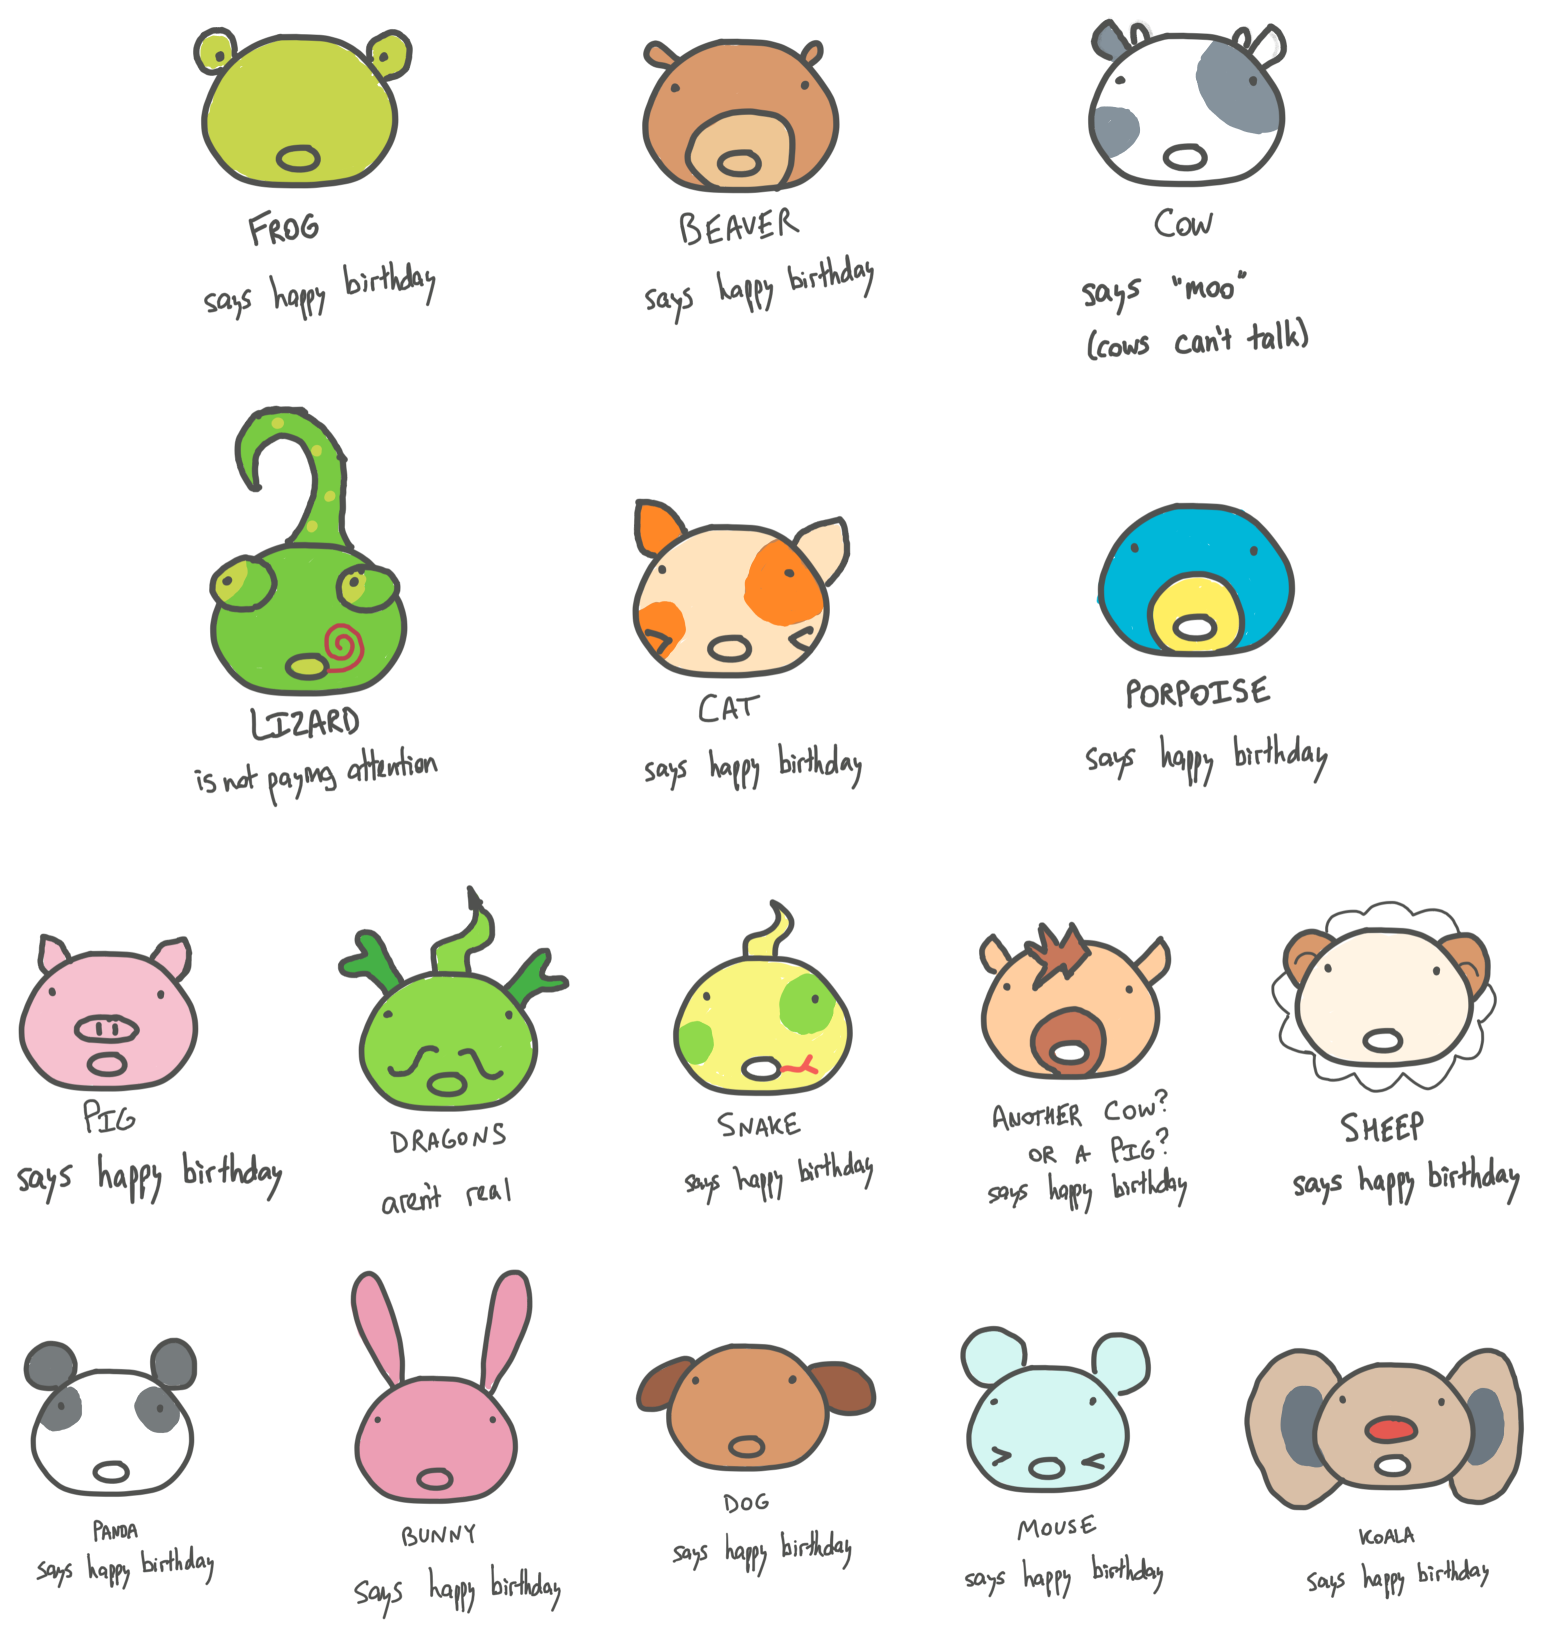 FROG
says happy birthday
BEAVER
says happy birthday
COW
says "moo"
(cows can't talk)
LIZARD
is not paying attention
CAT
says happy birthday
PORPOISE
says happy birthday
PIG
says happy birthday
DRAGONS
aren't real
SNAKE
says happy birthday
ANOTHER COW?
OR A PIG?
says happy birthday
SHEEP
says happy birthday
PANDA
says happy birthday
BUNNY
says happy birthday
DOG
says happy birthday
MOUSE
says happy birthday
KOALA
says happy birthday